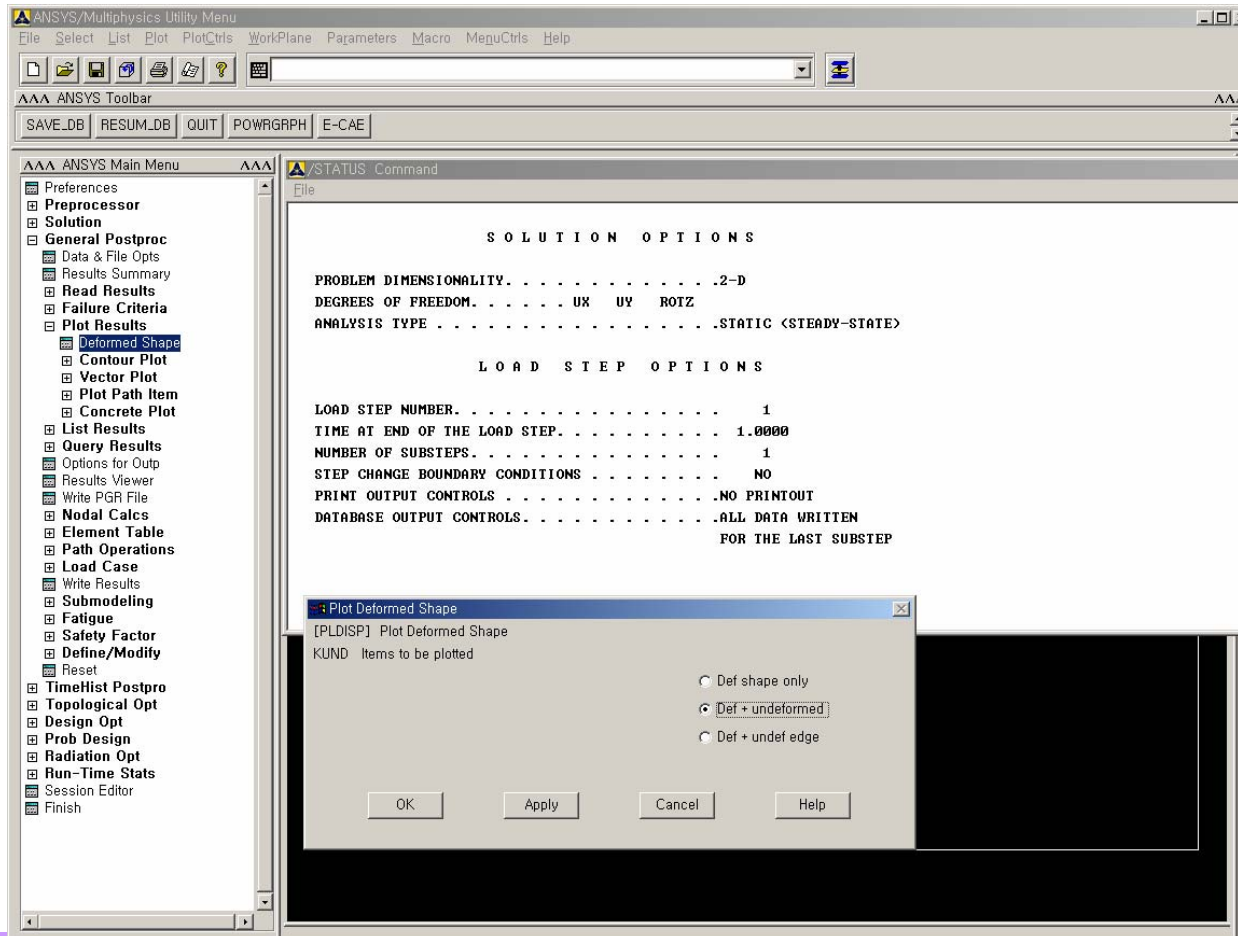 ANSYS/Multiphysics Utility Menu
File Select List Plot PlotCtrls WorkPlane Parameters Macro MenuCtrls Help
ANSYS Toolbar
SAVE_DB RESUM_DB QUIT POWRGRPH E-CAE
ANSYS Main Menu
Preferences
Preprocessor
Solution
General Postproc
Data & File Opts
Results Summary
Read Results
Failure Criteria
Plot Results
Deformed Shape
Contour Plot
Vector Plot
Plot Path Item
Concrete Plot
List Results
Query Results
Options for Outp
Results Viewer
Write PGR File
Nodal Calcs
Element Table
Path Operations
Load Case
Write Results
Submodeling
Fatigue
Safety Factor
Define/Modify
Reset
TimeHist Postpro
Topological Opt
Design Opt
Prob Design
Radiation Opt
Run-Time Stats
Session Editor
Finish
/STATUS Command
File
S O L U T I O N   O P T I O N S
PROBLEM DIMENSIONALITY. . . . . . . . . . . . .2-D
DEGREES OF FREEDOM. . . . . . UX   UY   ROTZ
ANALYSIS TYPE . . . . . . . . . . . . . . . . .STATIC (STEADY-STATE)
L O A D   S T E P   O P T I O N S
LOAD STEP NUMBER. . . . . . . . . . . . . . . .     1
TIME AT END OF THE LOAD STEP. . . . . . . . . .  1.0000
NUMBER OF SUBSTEPS. . . . . . . . . . . . . . .     1
STEP CHANGE BOUNDARY CONDITIONS . . . . . . . .    NO
PRINT OUTPUT CONTROLS . . . . . . . . . . . . .NO PRINTOUT
DATABASE OUTPUT CONTROLS. . . . . . . . . . . .ALL DATA WRITTEN
FOR THE LAST SUBSTEP
Plot Deformed Shape
[PLDISP] Plot Deformed Shape
KUND Items to be plotted
Def shape only
Def + undeformed
Def + undef edge
OK Apply Cancel Help